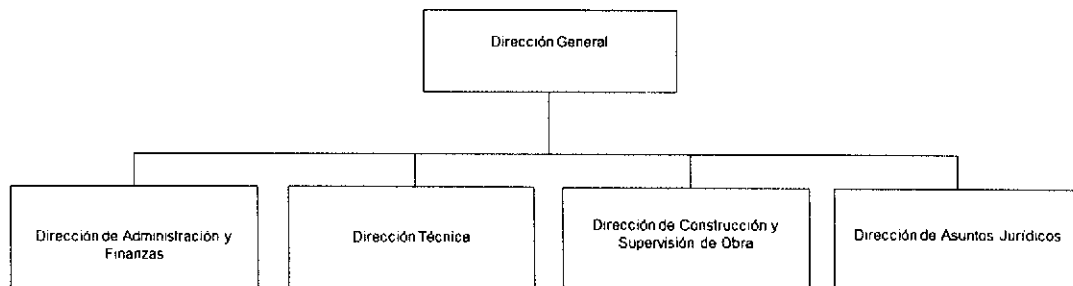 Dirección General
Dirección de Administración y
Finanzas
Dirección Técnica
Dirección de Construcción y
Supervisión de Obra
Dirección de Asuntos Jurídicos